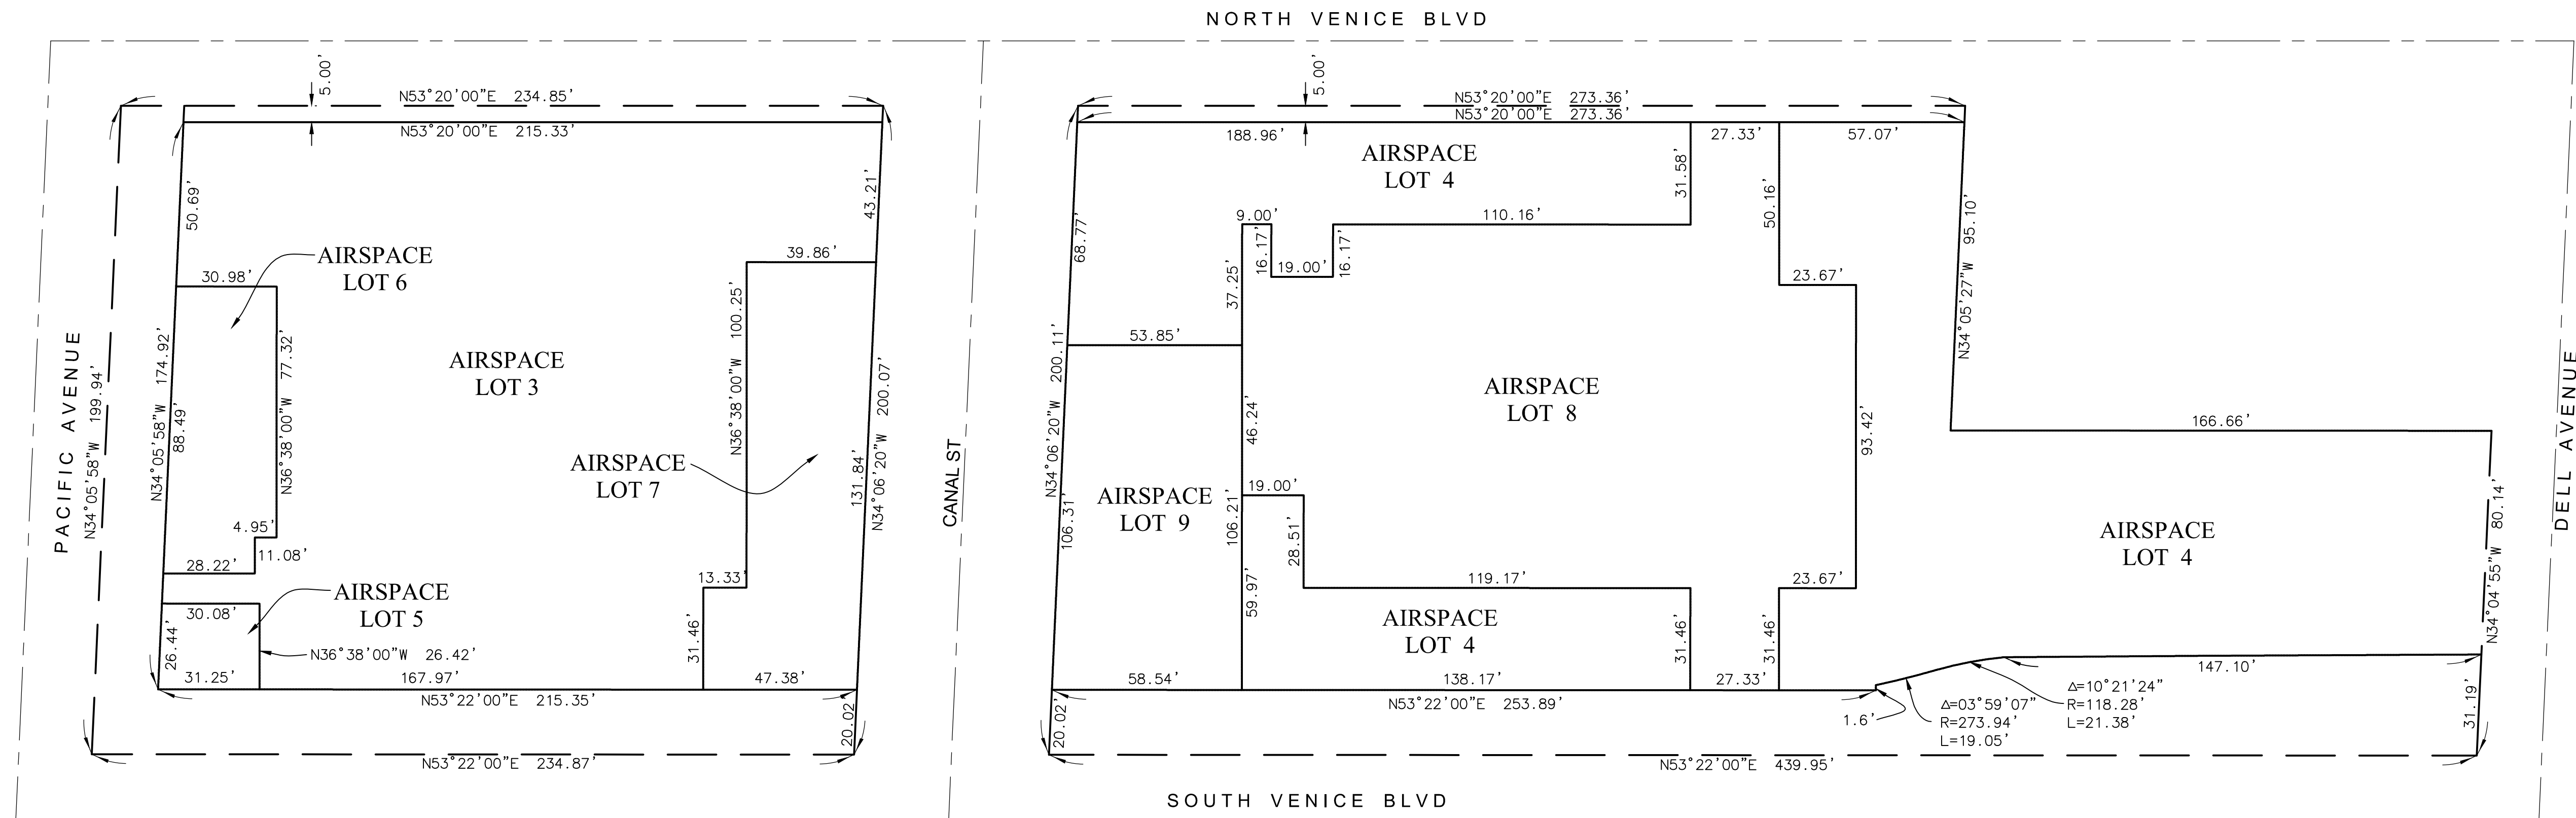 NORTH VENICE BLVD
5.00'
N53°20'00"E 234.85'
N53°20'00"E 215.33'
50.69'
43.21'
AIRSPACE
LOT 6
30.98'
39.86'
PACIFIC AVENUE
N34°05'58"W 199.94'
N34°05'58"W 174.92'
88.49'
N36°38'00"W 77.32'
AIRSPACE
LOT 3
N36°38'00"W 100.25'
AIRSPACE
LOT 7
131.84'
N34°06'20"W 200.07'
4.95'
11.08'
28.22'
AIRSPACE
LOT 5
30.08'
26.44'
N36°38'00"W 26.42'
13.33'
31.46'
31.25'
167.97'
47.38'
N53°22'00"E 215.35'
20.02'
N53°22'00"E 234.87'
CANAL ST
5.00'
N53°20'00"E 273.36'
N53°20'00"E 273.36'
188.96'
27.33'
57.07'
AIRSPACE
LOT 4
31.58'
50.16'
95.10'
N34°05'27"W
68.77'
9.00'
16.17'
19.00'
16.17'
110.16'
37.25'
23.67'
53.85'
N34°06'20"W 200.11'
AIRSPACE
LOT 8
46.24'
93.42'
166.66'
AIRSPACE
LOT 9
106.31'
106.21'
19.00'
28.51'
59.97'
119.17'
23.67'
AIRSPACE
LOT 4
31.46'
31.46'
58.54'
138.17'
27.33'
N53°22'00"E 253.89'
20.02'
AIRSPACE
LOT 4
N34°04'55"W 80.14'
DELL AVENUE
147.10'
1.6'
Δ=03°59'07"
R=273.94'
L=19.05'
Δ=10°21'24"
R=118.28'
L=21.38'
31.19'
N53°22'00"E 439.95'
SOUTH VENICE BLVD